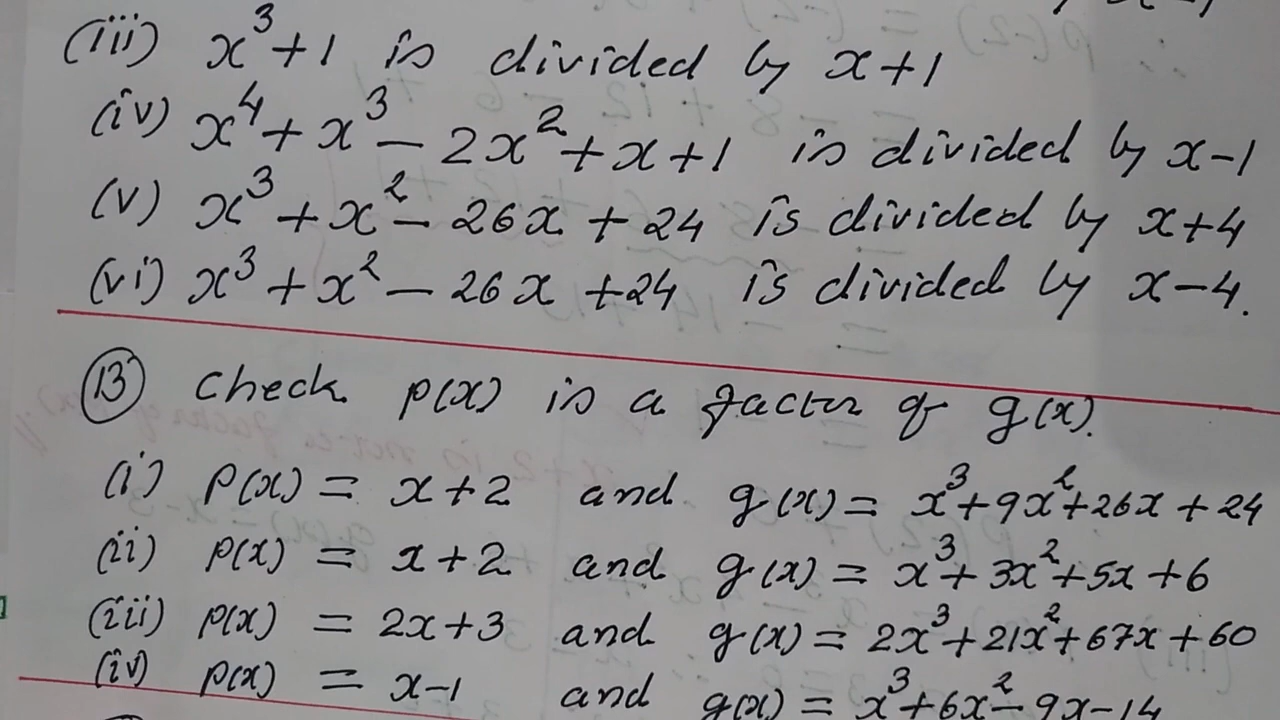 (iii) x³+1 is divided by x+1
(iv) x⁴+x³-2x²+x+1 is divided by x-1
(v) x³+x²-26x+24 is divided by x+4
(vi) x³+x²-26x+24 is divided by x-4.
13 Check p(x) is a factor of g(x).
(i) p(x) = x+2 and g(x) = x³+9x²+26x+24
(ii) p(x) = x+2 and g(x) = x³+3x²+5x+6
(iii) p(x) = 2x+3 and g(x) = 2x³+21x²+67x+60
(iv) p(x) = x-1 and g(x) = x³+6x²-9x-14